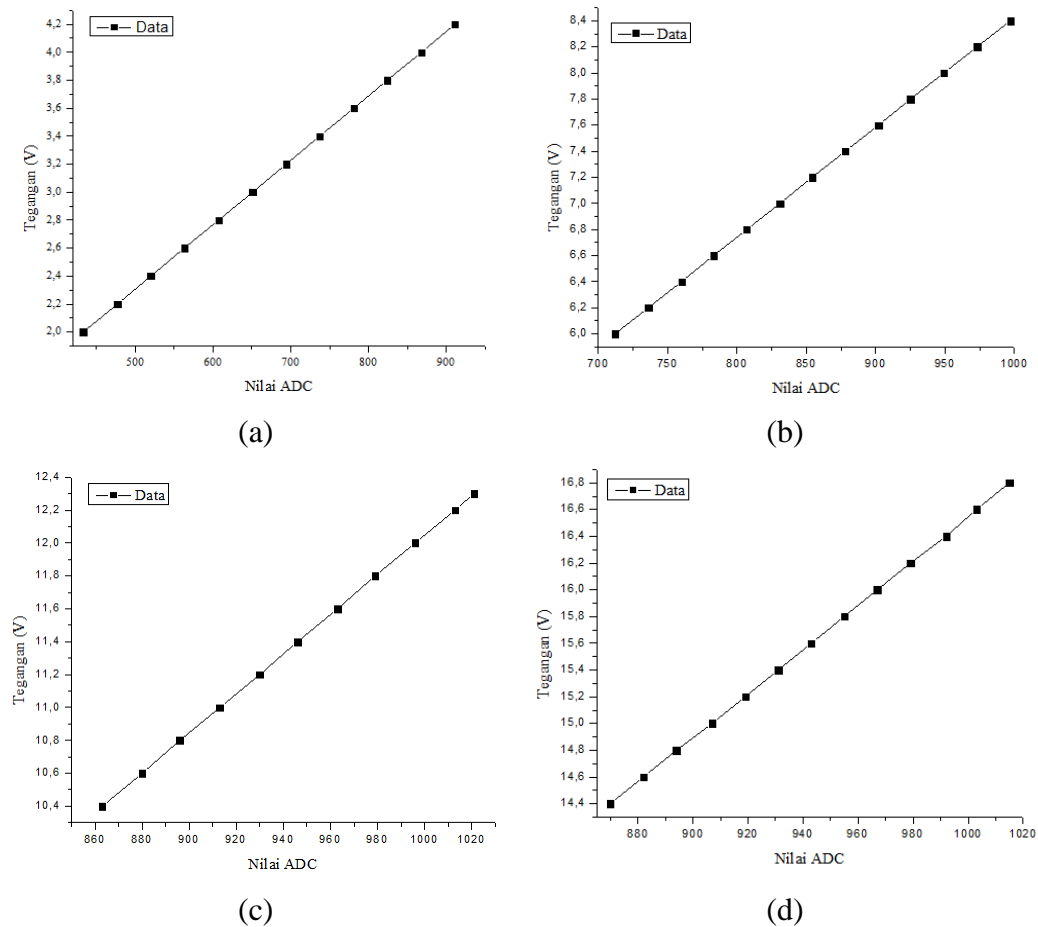 Data
Tegangan (V)
4,2
4,0
3,8
3,6
3,4
3,2
3,0
2,8
2,6
2,4
2,2
2,0
500 600 700 800 900
Nilai ADC
(a)
Data
Tegangan (V)
8,4
8,2
8,0
7,8
7,6
7,4
7,2
7,0
6,8
6,6
6,4
6,2
6,0
700 750 800 850 900 950 1000
Nilai ADC
(b)
Data
Tegangan (V)
12,4
12,2
12,0
11,8
11,6
11,4
11,2
11,0
10,8
10,6
10,4
860 880 900 920 940 960 980 1000 1020
Nilai ADC
(c)
Data
Tegangan (V)
16,8
16,6
16,4
16,2
16,0
15,8
15,6
15,4
15,2
15,0
14,8
14,6
14,4
880 900 920 940 960 980 1000 1020
Nilai ADC
(d)